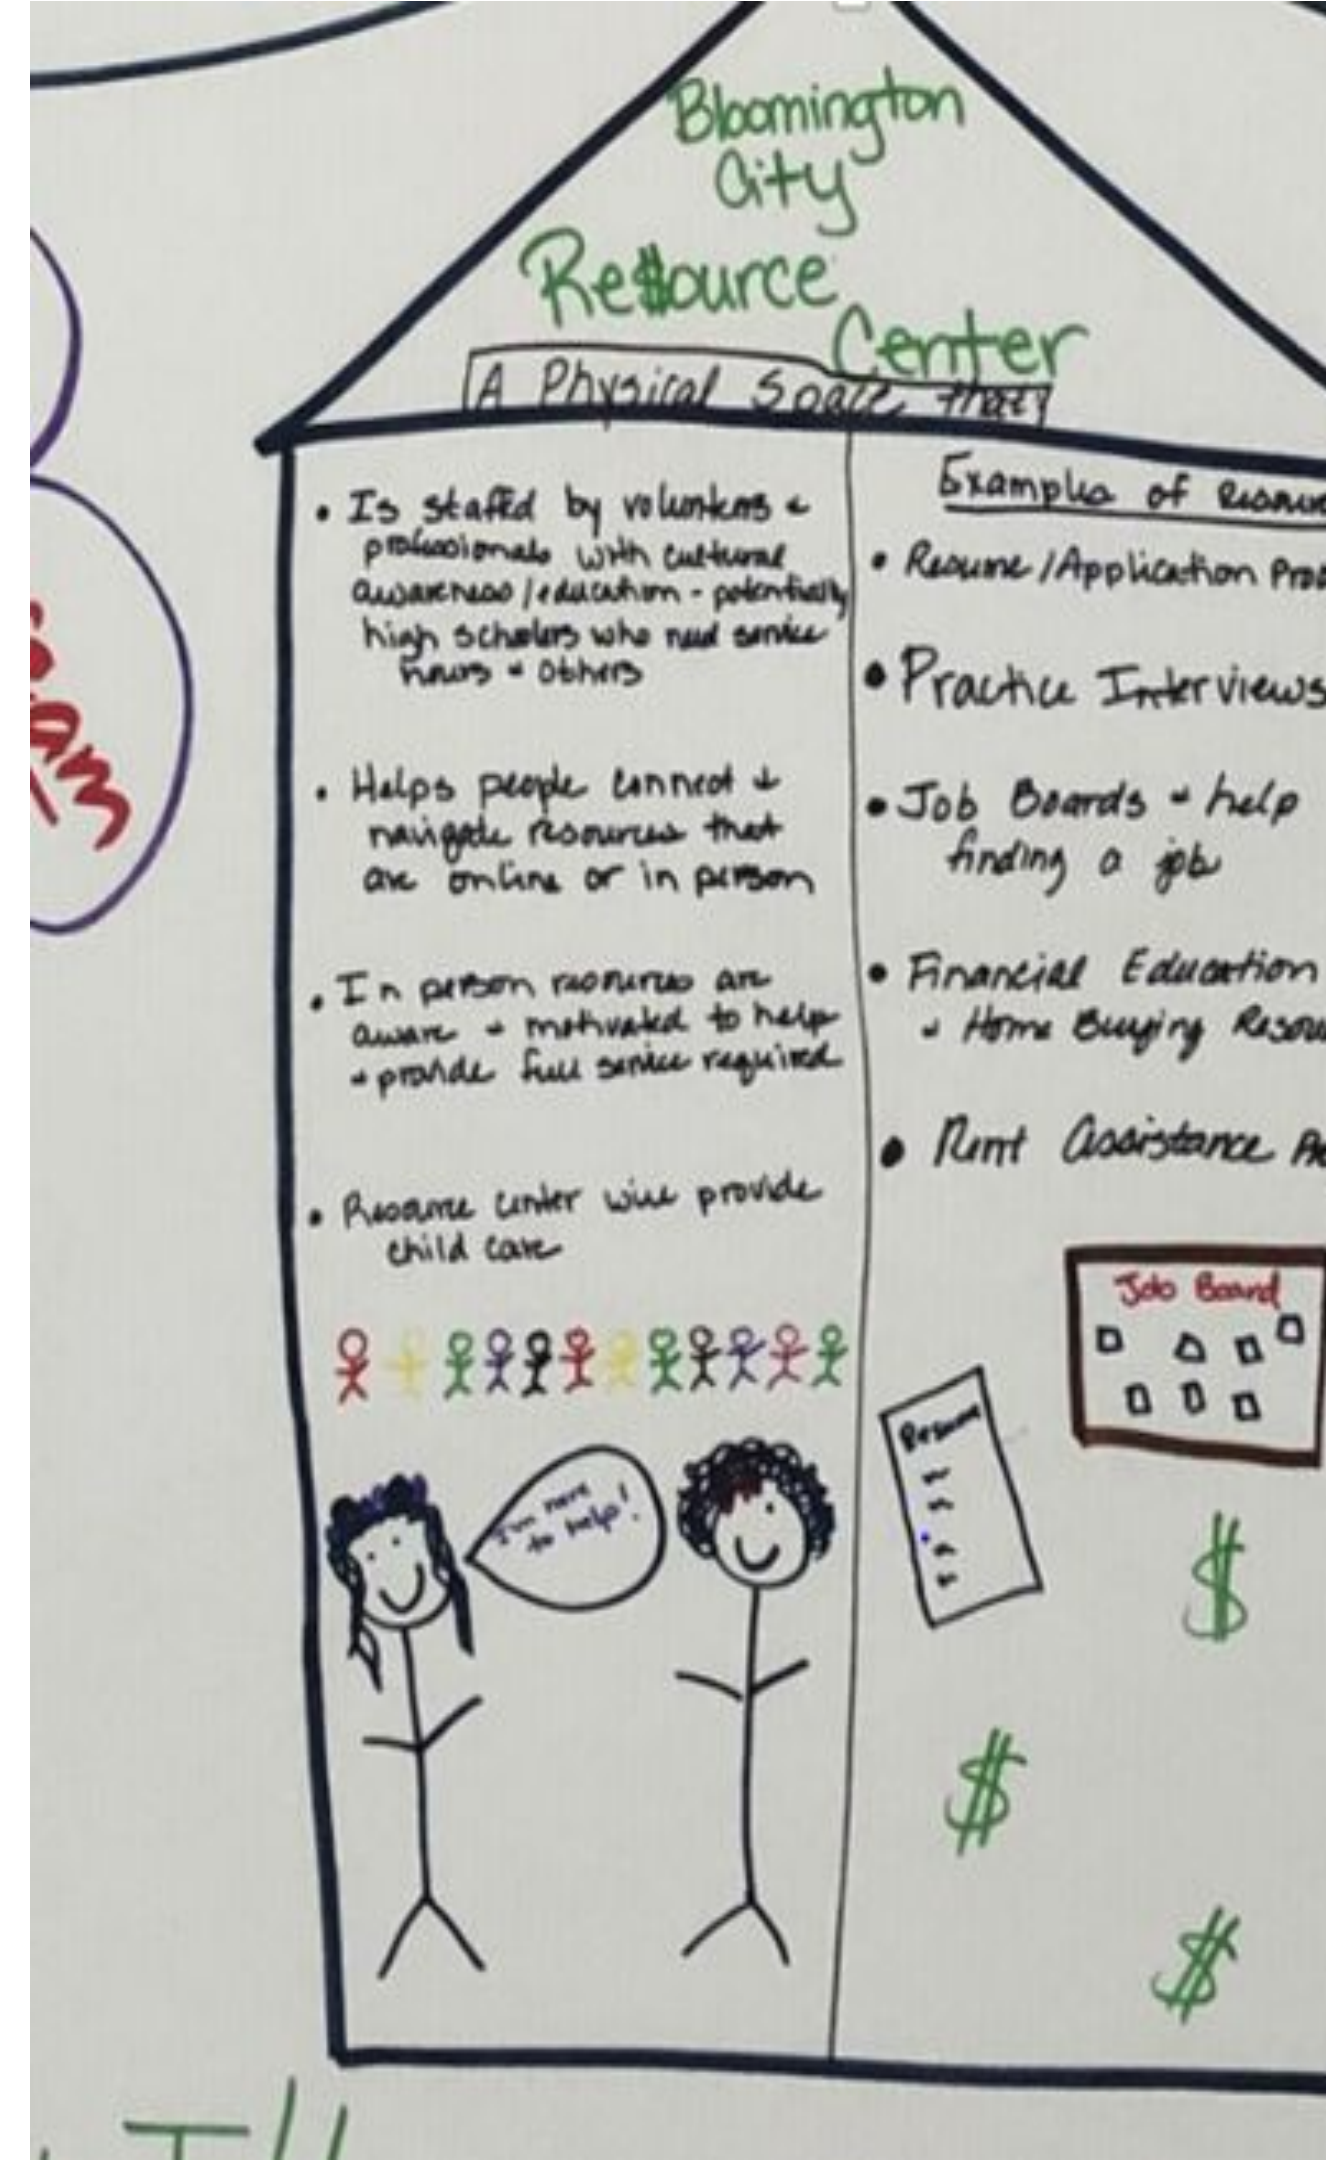 Bloomington
City
Re$ource
Center
A Physical Space that
• Is staffed by volunteers &
professionals with cultural
awareness/education - potentially
high scholers who need service
hours & others
• Helps people connect &
navigate resources that
are online or in person
• In person resources are
aware & motivated to help
& provide full service required
• Resource center will provide
child care
I'm here
to help!
Examples of
• Resume/Application
• Practice Interviews
• Job Boards & help
finding a job
• Financial Education
& Home Buying
• Rent Assistance
Job Board
Resume
$
$
$